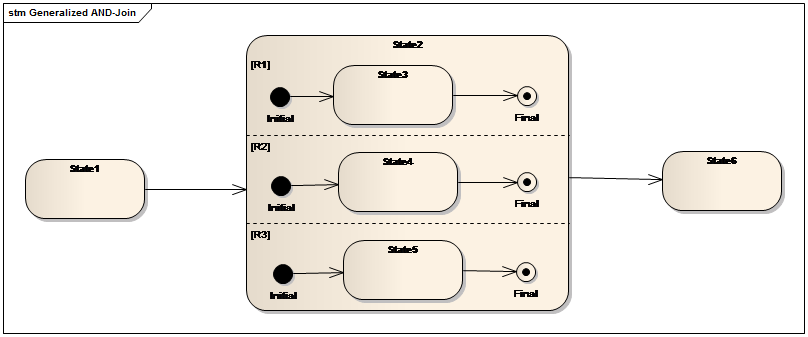 stm Generalized AND-Join
State2
[R1]
State3
Initial
Final
[R2]
State1
State4
State6
Initial
Final
[R3]
State5
Initial
Final